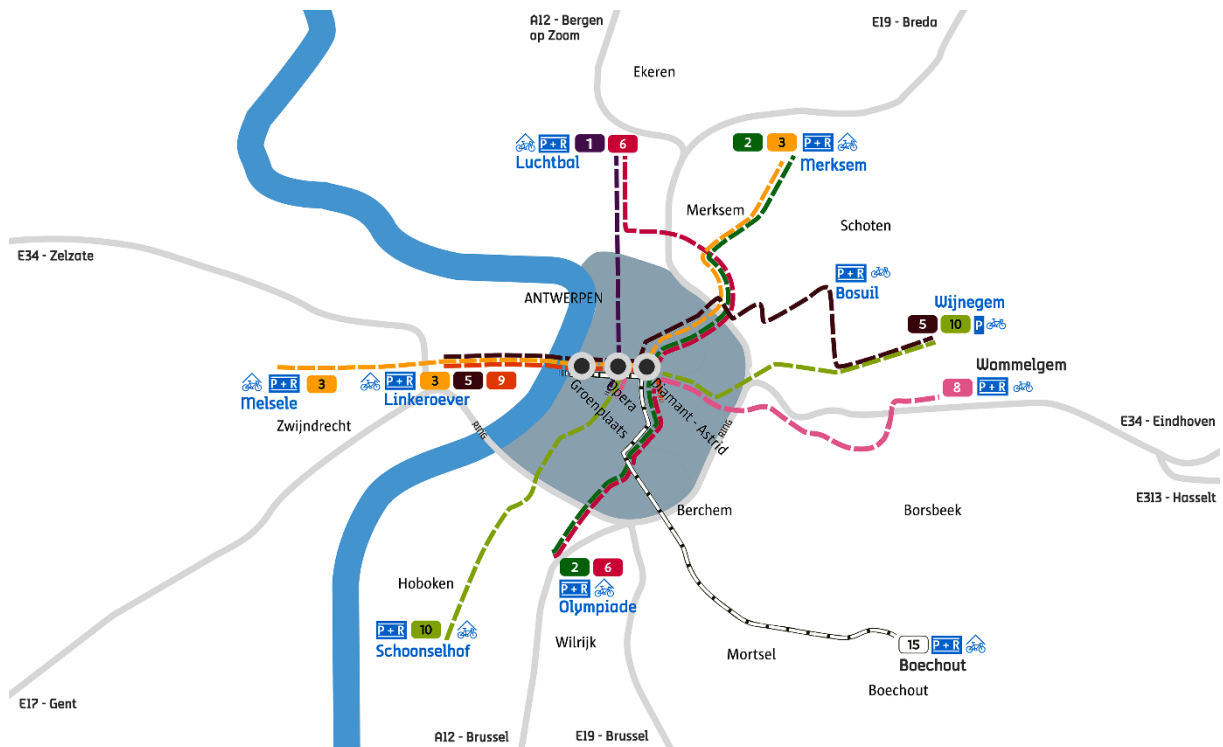 A12 - Bergen
op Zoom
E19 - Breda
Ekeren
P+R 1 6
Luchtbal
2 3 P+R
Merksem
Merksem
Schoten
E34 - Zelzate
P+R
Bosuil
ANTWERPEN
Wijnegem
5 10 P
Wommelgem
8 P+R
P+R 3
Melsele
P+R 3 5 9
Linkeroever
Groenplaats
Opera
Diamant - Astrid
Zwijndrecht
RING
RING
E34 - Eindhoven
E313 - Hasselt
Berchem
Borsbeek
2 6
P+R
Olympiade
Hoboken
P+R 10
Schoonselhof
Wilrijk
Mortsel
15 P+R
Boechout
Boechout
E17 - Gent
A12 - Brussel
E19 - Brussel